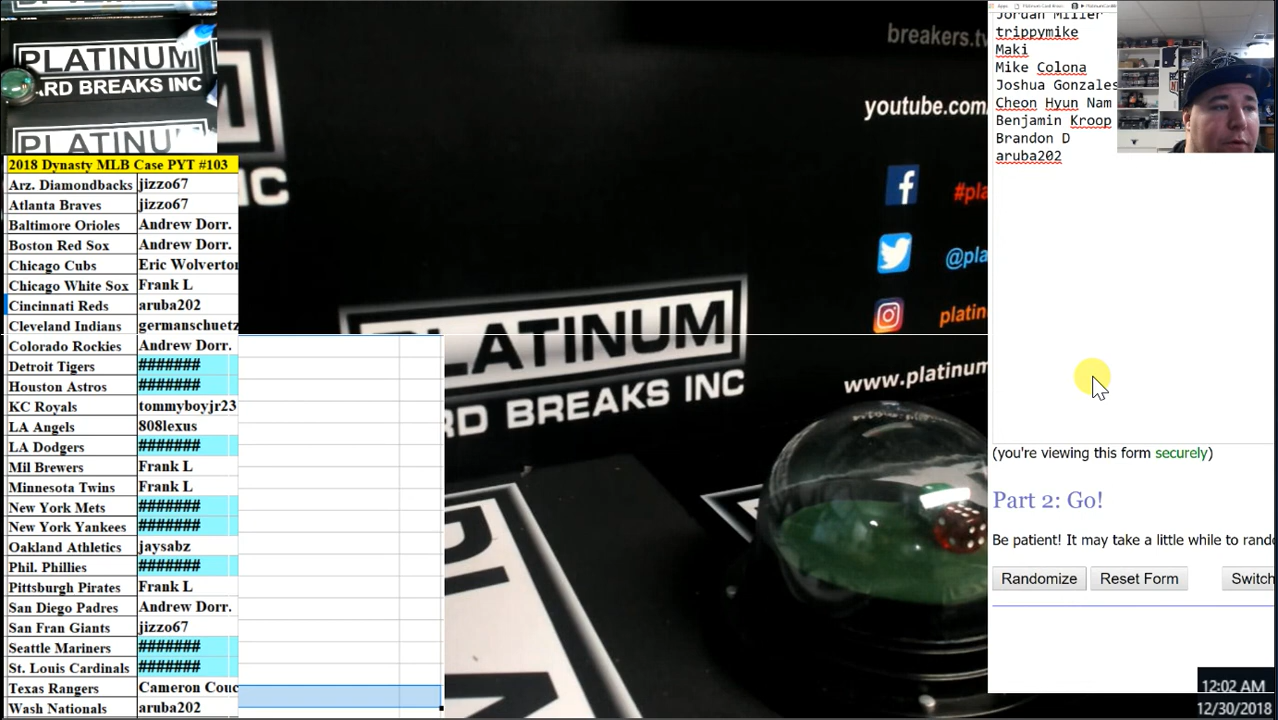 PLATINUM
ARD BREAKS INC
PLATINUM
2018 Dynasty MLB Case PYT #103
Arz. Diamondbacks jizzo67
Atlanta Braves jizzo67
Baltimore Orioles Andrew Dorr.
Boston Red Sox Andrew Dorr.
Chicago Cubs Eric Wolverton
Chicago White Sox Frank L
Cincinnati Reds aruba202
Cleveland Indians germanschuetz
Colorado Rockies Andrew Dorr.
Detroit Tigers #######
Houston Astros #######
KC Royals tommyboyjr23
LA Angels 808lexus
LA Dodgers #######
Mil Brewers Frank L
Minnesota Twins Frank L
New York Mets #######
New York Yankees #######
Oakland Athletics jaysabz
Phil. Phillies #######
Pittsburgh Pirates Frank L
San Diego Padres Andrew Dorr.
San Fran Giants jizzo67
Seattle Mariners #######
St. Louis Cardinals #######
Texas Rangers Cameron Couc
Wash Nationals aruba202
M
NC
breakers.tv
youtube.com/
#pla
@pla
platin
www.platinum
PLATINUM
RD BREAKS INC
Jordan Miller
trippymike
Maki
Mike Colona
Joshua Gonzales
Cheon Hyun Nam
Benjamin Kroop
Brandon D
aruba202
(you're viewing this form securely)
Part 2: Go!
Be patient! It may take a little while to rando
Randomize Reset Form Switch
12:02 AM
12/30/2018